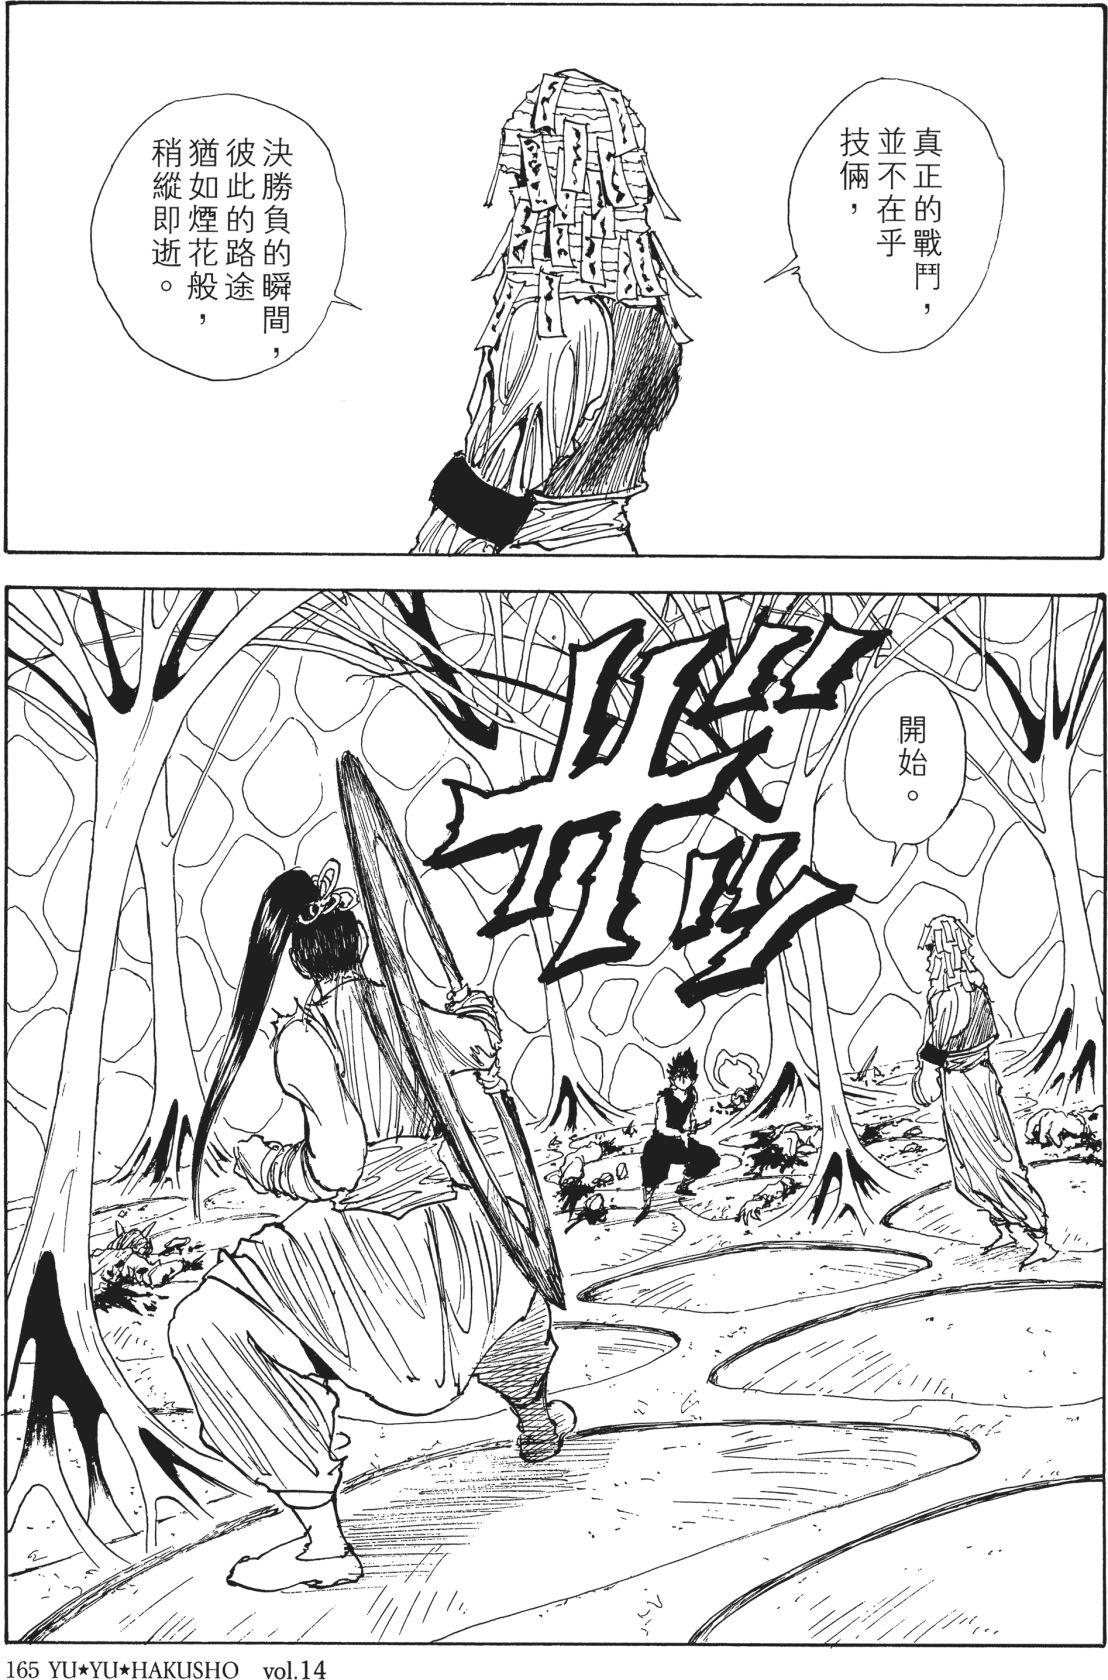 真正的戰鬥，
並不在乎
技倆，
決勝負的瞬間，
彼此的路途
猶如煙花般，
稍縱即逝。
開始。
ザッ
165 YU★YU★HAKUSHO vol.14